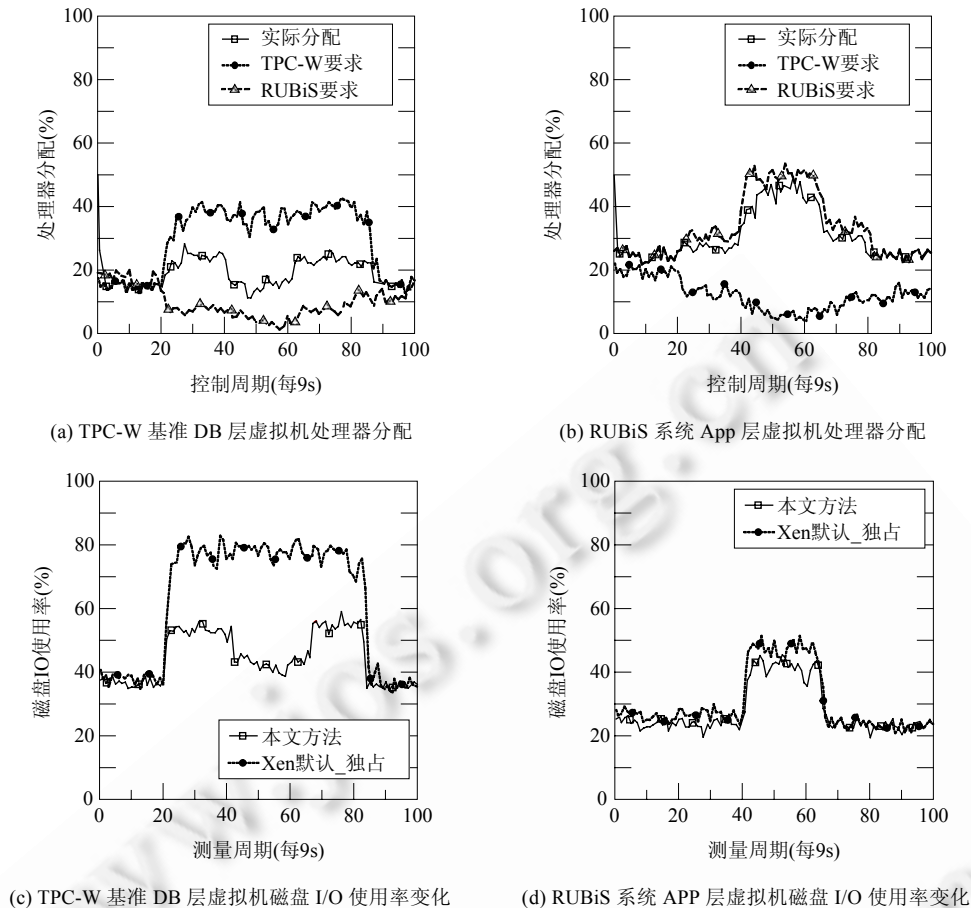 100
80
60
40
20
0
处理器分配(%)
实际分配
TPC-W要求
RUBiS要求
0 20 40 60 80 100
控制周期(每9s)
(a) TPC-W 基准 DB 层虚拟机处理器分配
100
80
60
40
20
0
处理器分配(%)
实际分配
TPC-W要求
RUBiS要求
0 20 40 60 80 100
控制周期(每9s)
(b) RUBiS 系统 App 层虚拟机处理器分配
100
80
60
40
20
0
磁盘IO使用率(%)
本文方法
Xen默认_独占
0 20 40 60 80 100
测量周期(每9s)
(c) TPC-W 基准 DB 层虚拟机磁盘 I/O 使用率变化
100
80
60
40
20
0
磁盘IO使用率(%)
本文方法
Xen默认_独占
0 20 40 60 80 100
测量周期(每9s)
(d) RUBiS 系统 APP 层虚拟机磁盘 I/O 使用率变化
www.jos.org.cn